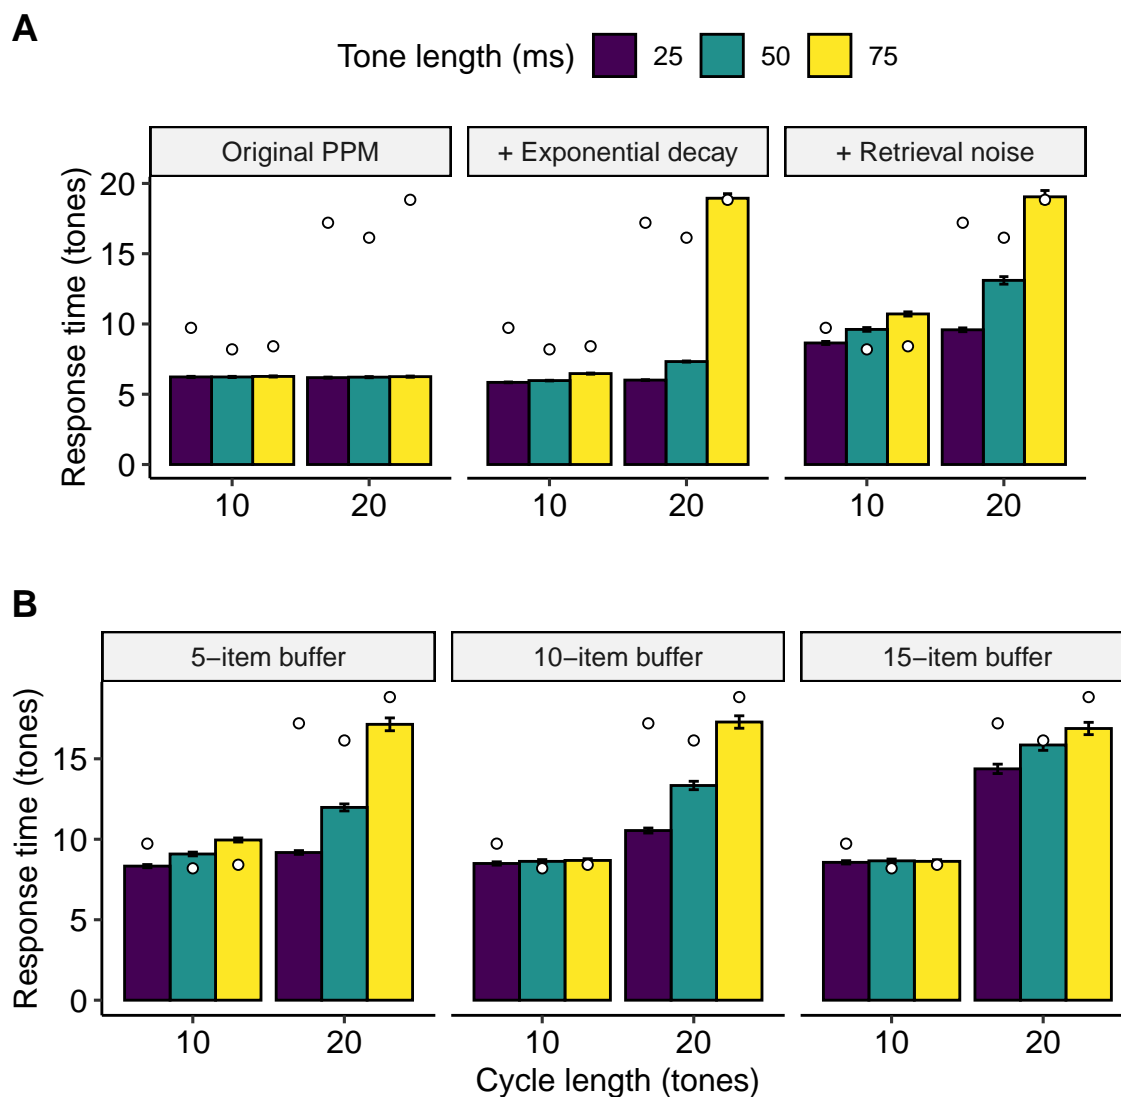 A
Tone length (ms) 25 50 75
Original PPM + Exponential decay + Retrieval noise
Response time (tones)
20
15
10
5
0
10 20 10 20 10 20
B
5−item buffer 10−item buffer 15−item buffer
Response time (tones)
15
10
5
0
10 20 10 20 10 20
Cycle length (tones)